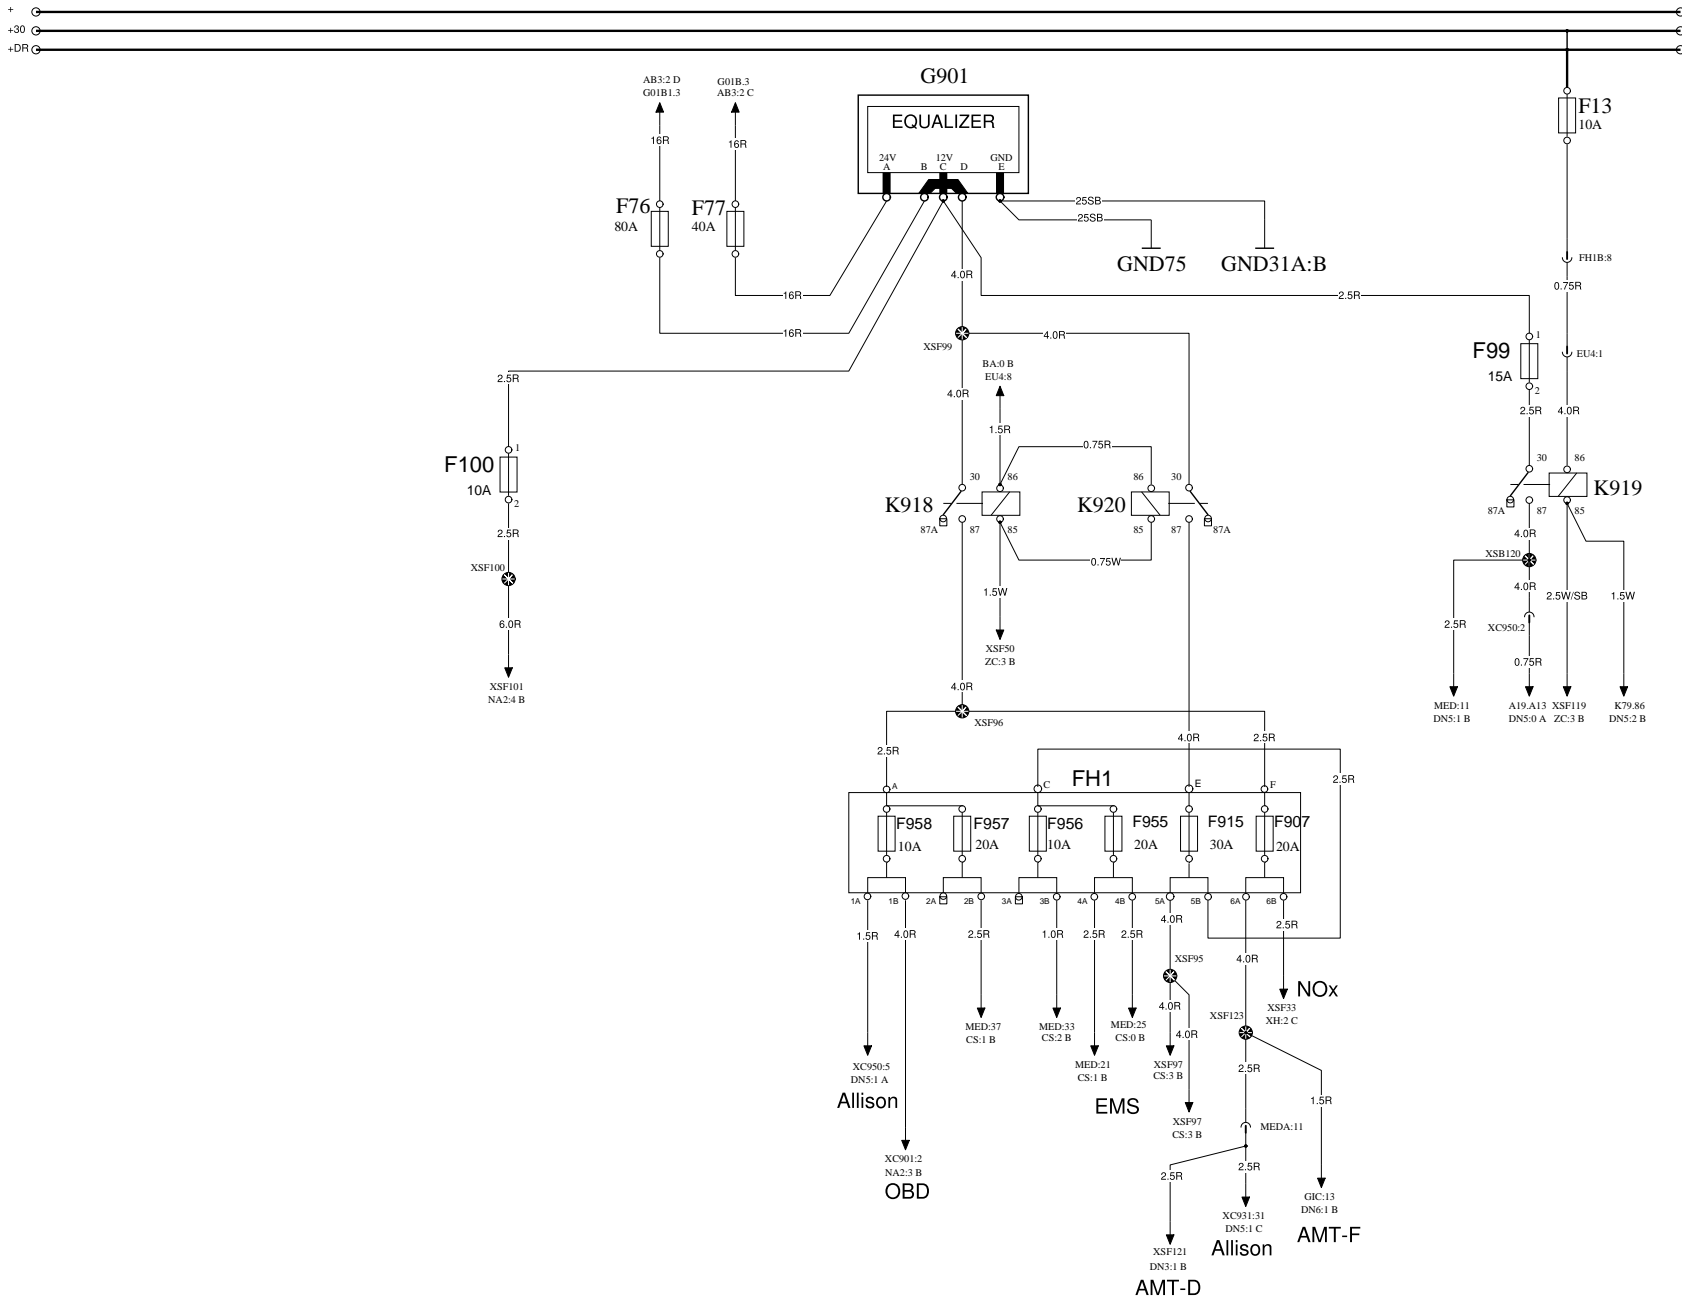 +
+30
+DR
AB3:2 D
G01B1.3
G01B.3
AB3:2 C
G901
EQUALIZER
24V
12V
GND
A
B
C
D
E
F13
10A
16R
16R
F76
80A
F77
40A
25SB
25SB
GND75
GND31A:B
FH1B:8
0.75R
4.0R
16R
2.5R
16R
4.0R
XSF99
1
F99
15A
2
EU4:1
BA:0 B
EU4:8
2.5R
4.0R
1.5R
2.5R
4.0R
0.75R
1
F100
10A
2
30
86
K918
87A
87
85
86
30
K920
85
87
87A
30
86
K919
87A
87
85
2.5R
4.0R
XSF100
0.75W
XSB120
1.5W
4.0R
2.5W/SB
1.5W
6.0R
2.5R
XC950:2
XSF50
ZC:3 B
0.75R
XSF101
NA2:4 B
4.0R
MED:11
DN5:1 B
A19.A13
DN5:0 A
XSF119
ZC:3 B
K79.86
DN5:2 B
XSF96
2.5R
4.0R
2.5R
2.5R
FH1
A
C
E
F
F958
10A
F957
20A
F956
10A
F955
20A
F915
30A
F907
20A
1A
1B
2A
2B
3A
3B
4A
4B
5A
5B
6A
6B
1.5R
4.0R
2.5R
1.0R
2.5R
2.5R
4.0R
2.5R
XSF95
4.0R
4.0R
4.0R
NOx
XSF33
XH:2 C
XSF123
MED:37
CS:1 B
MED:33
CS:2 B
MED:25
CS:0 B
MED:21
CS:1 B
XSF97
CS:3 B
2.5R
XC950:5
DN5:1 A
Allison
EMS
1.5R
XSF97
CS:3 B
MEDA:11
XC901:2
NA2:3 B
OBD
2.5R
2.5R
GIC:13
DN6:1 B
AMT-F
XC931:31
DN5:1 C
Allison
XSF121
DN3:1 B
AMT-D